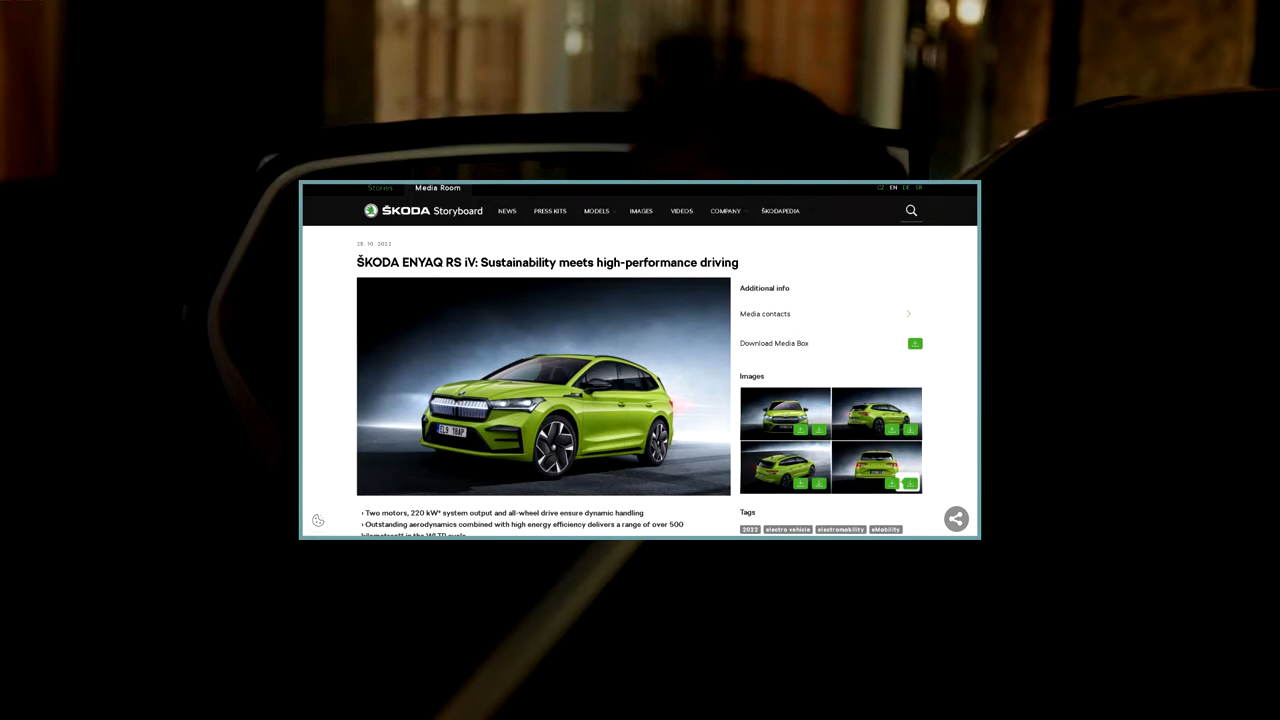 Stories Media Room CZ EN DE SK
ŠKODA Storyboard NEWS PRESS KITS MODELS IMAGES VIDEOS COMPANY ŠKODAPEDIA
25. 10. 2022
ŠKODA ENYAQ RS iV: Sustainability meets high-performance driving
Additional info
Media contacts
Download Media Box
Images
› Two motors, 220 kW* system output and all-wheel drive ensure dynamic handling
› Outstanding aerodynamics combined with high energy efficiency delivers a range of over 500
Tags
2022 electro vehicle electromobility eMobility